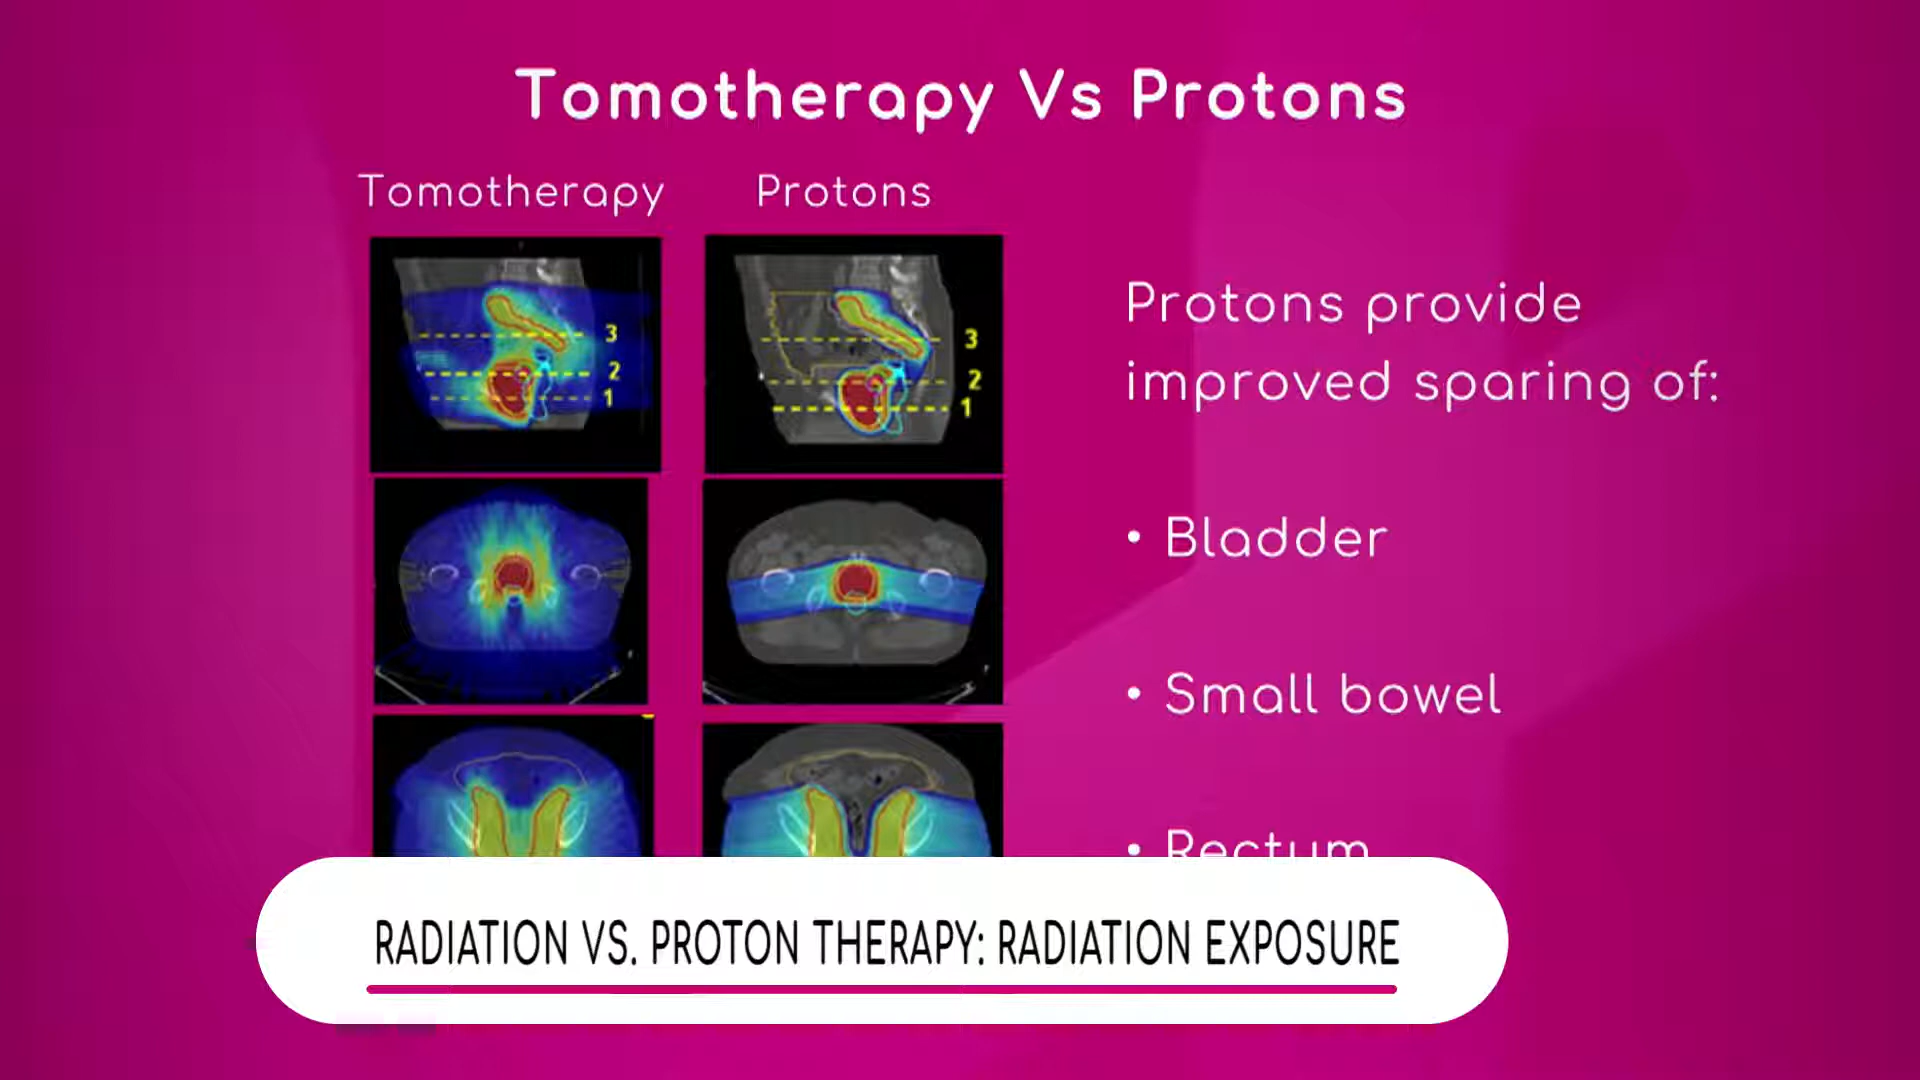 Tomotherapy Vs Protons
Tomotherapy
Protons
3
2
1
3
2
1
Protons provide
improved sparing of:
• Bladder
• Small bowel
• Rectum
RADIATION VS. PROTON THERAPY: RADIATION EXPOSURE